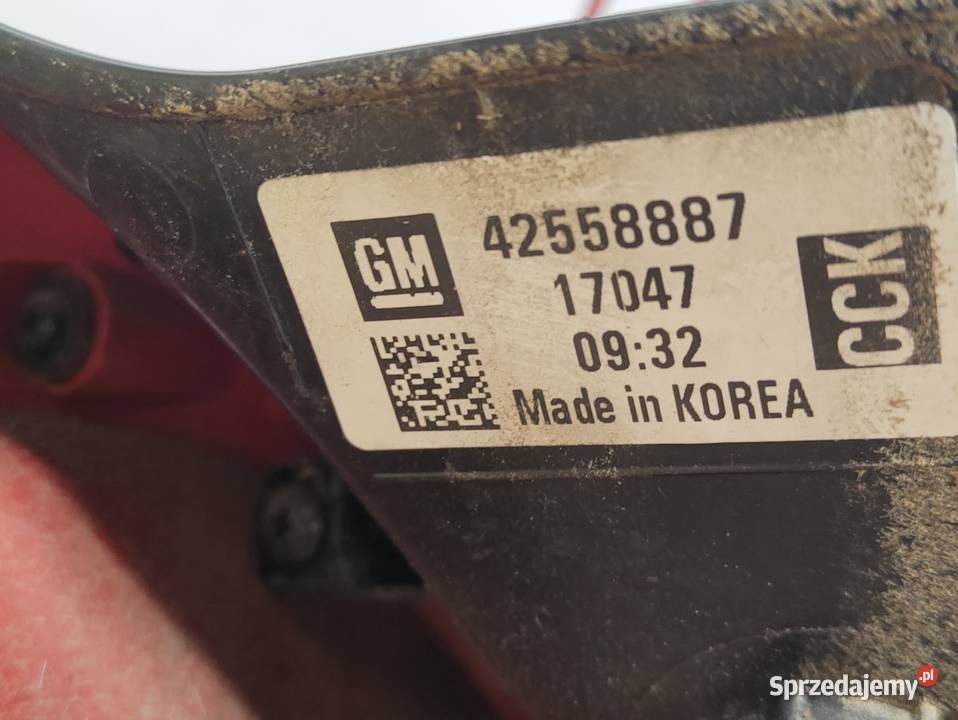 GM
42558887
17047
09:32
Made in KOREA
CCK
Sprzedajemy.pl